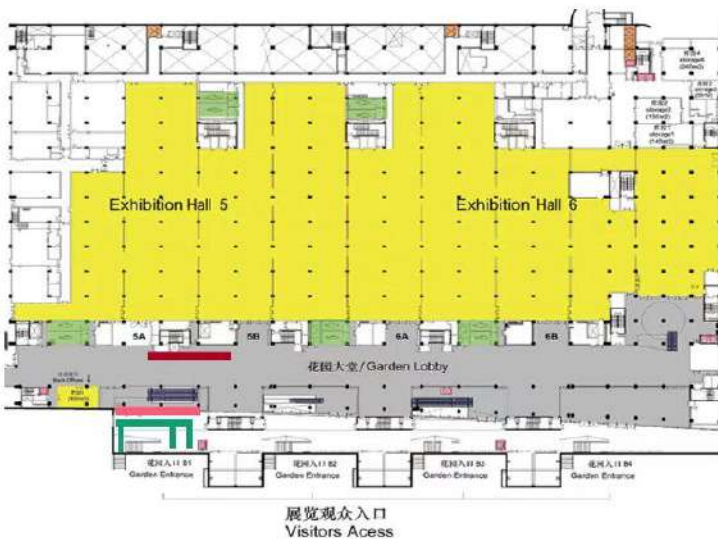 Exhibition Hall 5
Exhibition Hall 6
5A
5B
6A
6B
花园大堂/Garden Lobby
花园入口 B1
Garden Entrance
花园入口 B2
Garden Entrance
花园入口 B3
Garden Entrance
花园入口 B4
Garden Entrance
展览观众入口
Visitors Acess